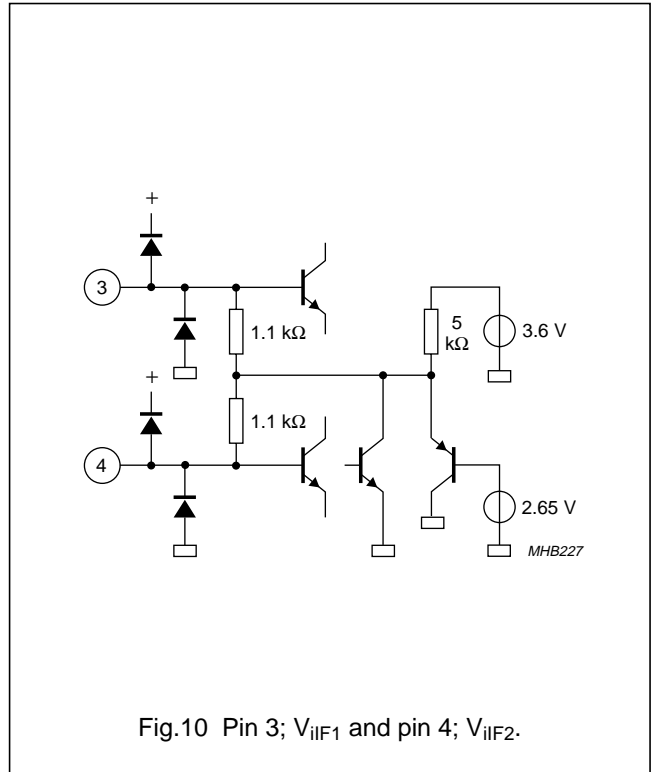 +
3
1.1 kΩ
5
kΩ
3.6 V
+
1.1 kΩ
4
2.65 V
MHB227
Fig.10 Pin 3; ViIF1 and pin 4; ViIF2.